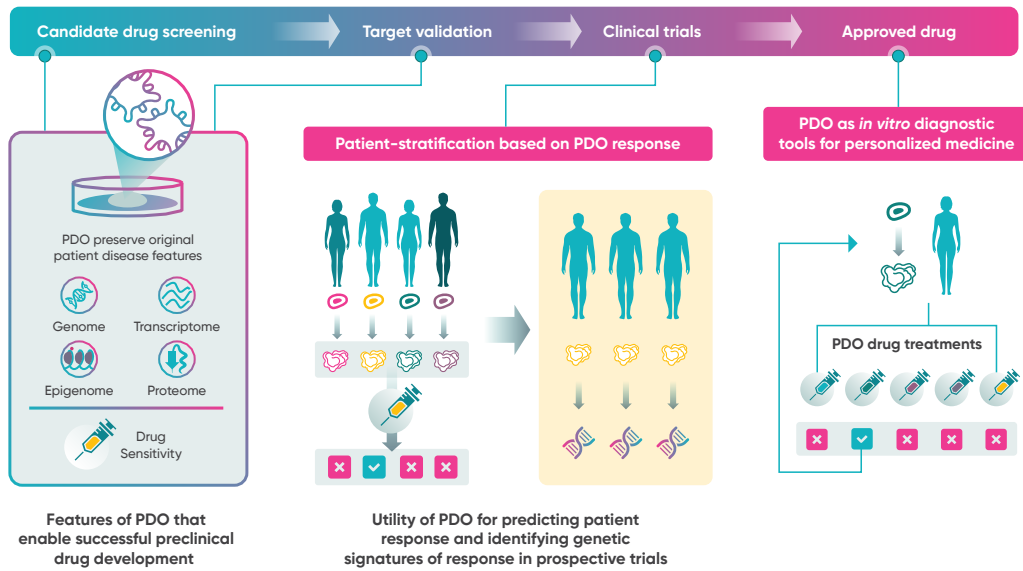 Candidate drug screening
Target validation
Clinical trials
Approved drug
PDO preserve original
patient disease features
Genome
Transcriptome
Epigenome
Proteome
Drug
Sensitivity
Features of PDO that
enable successful preclinical
drug development
Patient-stratification based on PDO response
Utility of PDO for predicting patient
response and identifying genetic
signatures of response in prospective trials
PDO as in vitro diagnostic
tools for personalized medicine
PDO drug treatments